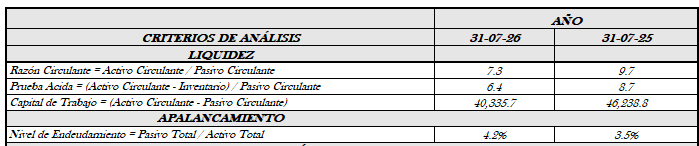 AÑO
CRITERIOS DE ANÁLISIS 31-07-26 31-07-25
LIQUIDEZ
Razón Circulante = Activo Circulante / Pasivo Circulante 7.3 9.7
Prueba Acida = (Activo Circulante - Inventario) / Pasivo Circulante 6.4 8.7
Capital de Trabajo = (Activo Circulante - Pasivo Circulante) 40,335.7 46,238.8
APALANCAMIENTO
Nivel de Endeudamiento = Pasivo Total / Activo Total 4.2% 3.5%